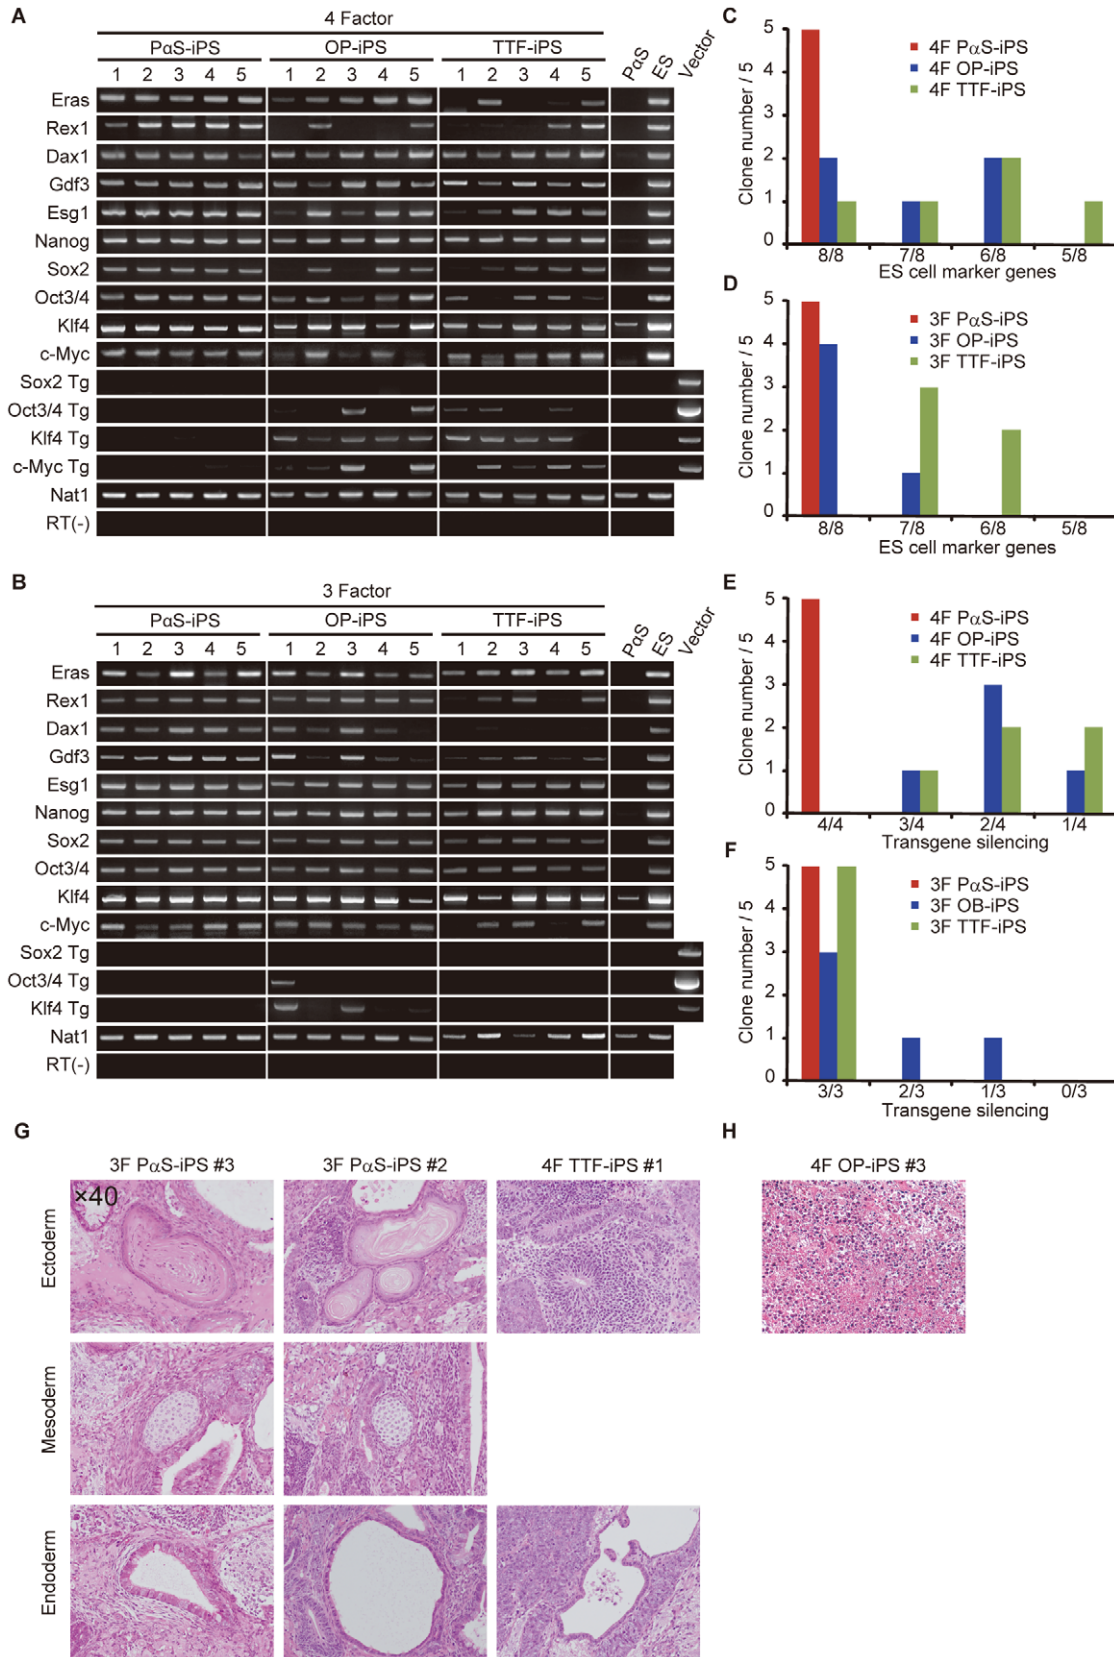 A
4 Factor
PαS-iPS OP-iPS TTF-iPS PαS ES Vector
1 2 3 4 5 1 2 3 4 5 1 2 3 4 5
Eras
Rex1
Dax1
Gdf3
Esg1
Nanog
Sox2
Oct3/4
Klf4
c-Myc
Sox2 Tg
Oct3/4 Tg
Klf4 Tg
c-Myc Tg
Nat1
RT(-)
B
3 Factor
PαS-iPS OP-iPS TTF-iPS PαS ES Vector
1 2 3 4 5 1 2 3 4 5 1 2 3 4 5
Eras
Rex1
Dax1
Gdf3
Esg1
Nanog
Sox2
Oct3/4
Klf4
c-Myc
Sox2 Tg
Oct3/4 Tg
Klf4 Tg
Nat1
RT(-)
C
Clone number / 5
5
4
3
2
1
0
4F PαS-iPS
4F OP-iPS
4F TTF-iPS
8/8 7/8 6/8 5/8
ES cell marker genes
D
Clone number / 5
5
4
3
2
1
0
3F PαS-iPS
3F OP-iPS
3F TTF-iPS
8/8 7/8 6/8 5/8
ES cell marker genes
E
Clone number / 5
5
4
3
2
1
0
4F PαS-iPS
4F OP-iPS
4F TTF-iPS
4/4 3/4 2/4 1/4
Transgene silencing
F
Clone number / 5
5
4
3
2
1
0
3F PαS-iPS
3F OB-iPS
3F TTF-iPS
3/3 2/3 1/3 0/3
Transgene silencing
G
3F PαS-iPS #3 3F PαS-iPS #2 4F TTF-iPS #1
×40
Ectoderm
Mesoderm
Endoderm
H
4F OP-iPS #3